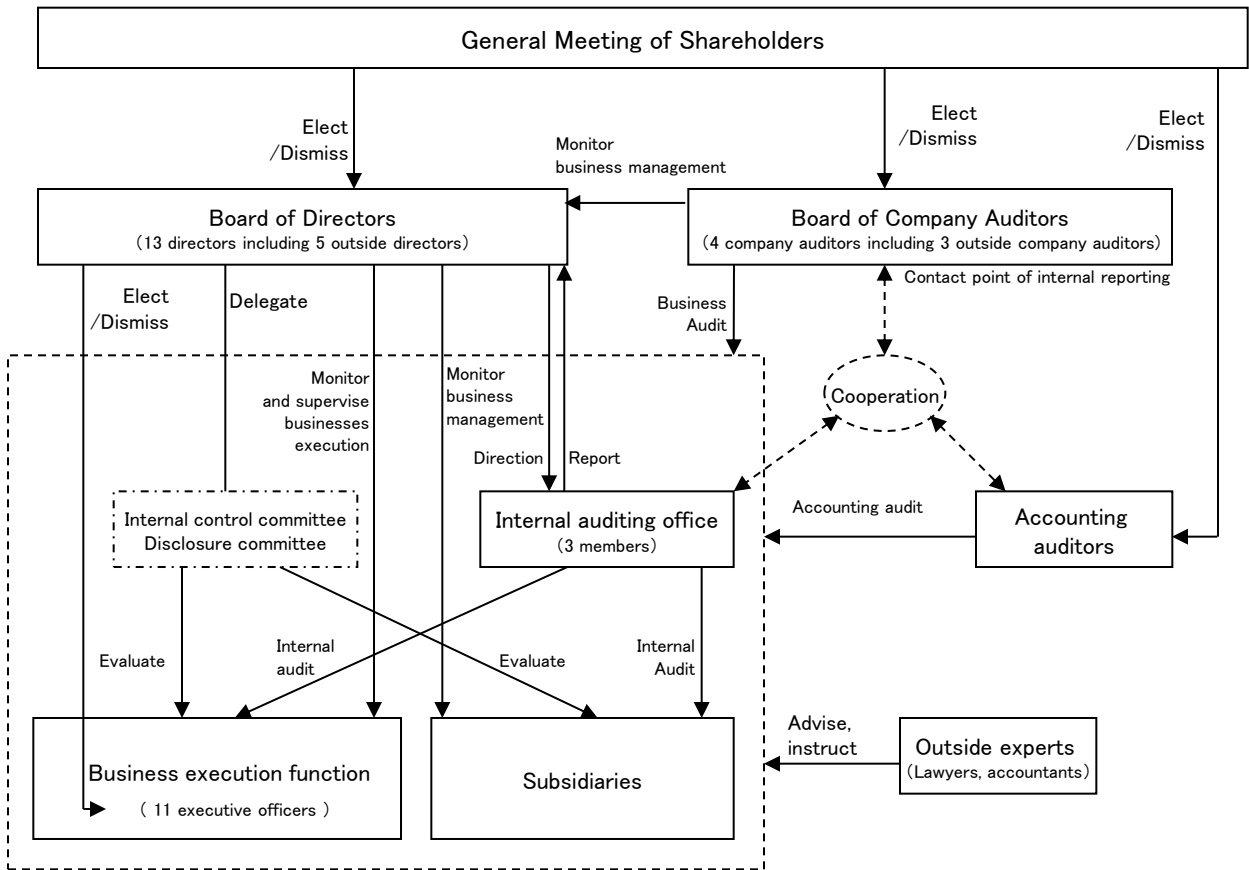 General Meeting of Shareholders
Elect
/Dismiss
Elect
/Dismiss
Elect
/Dismiss
Monitor
business management
Board of Directors
(13 directors including 5 outside directors)
Board of Company Auditors
(4 company auditors including 3 outside company auditors)
Contact point of internal reporting
Elect
/Dismiss
Delegate
Business
Audit
Monitor
and supervise
businesses
execution
Monitor
business
management
Cooperation
Direction
Report
Internal control committee
Disclosure committee
Internal auditing office
(3 members)
Accounting audit
Accounting
auditors
Evaluate
Internal
audit
Evaluate
Internal
Audit
Advise,
instruct
Outside experts
(Lawyers, accountants)
Business execution function
( 11 executive officers )
Subsidiaries